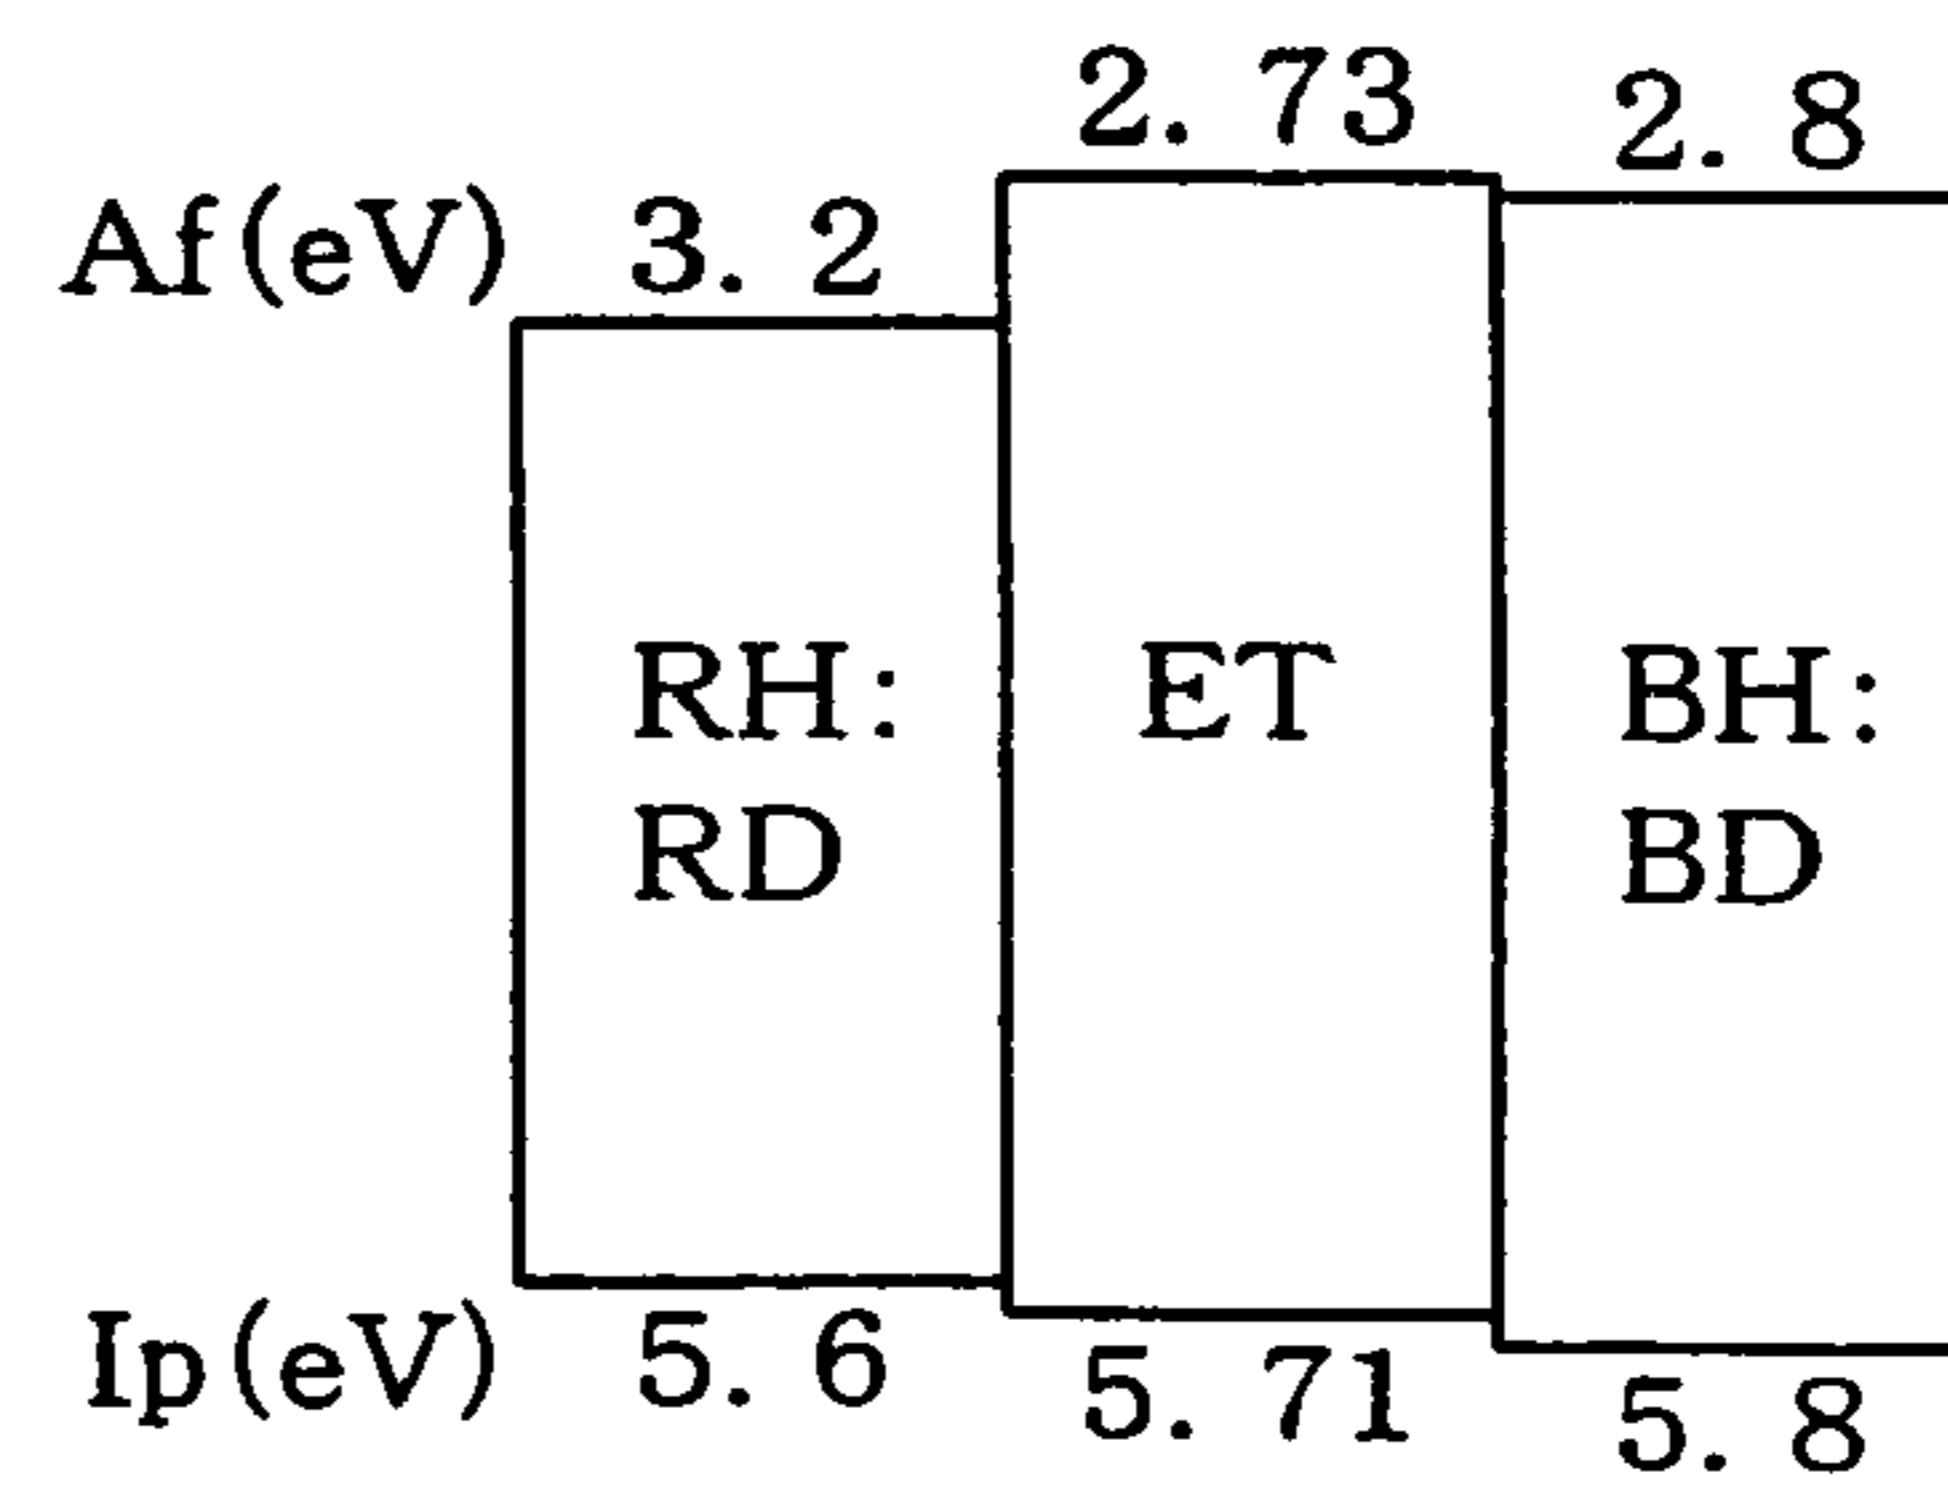 2. 73
2. 8
Af(eV) 3. 2
RH: ET BH:
RD BD
Ip(eV) 5. 6
5. 71
5. 8